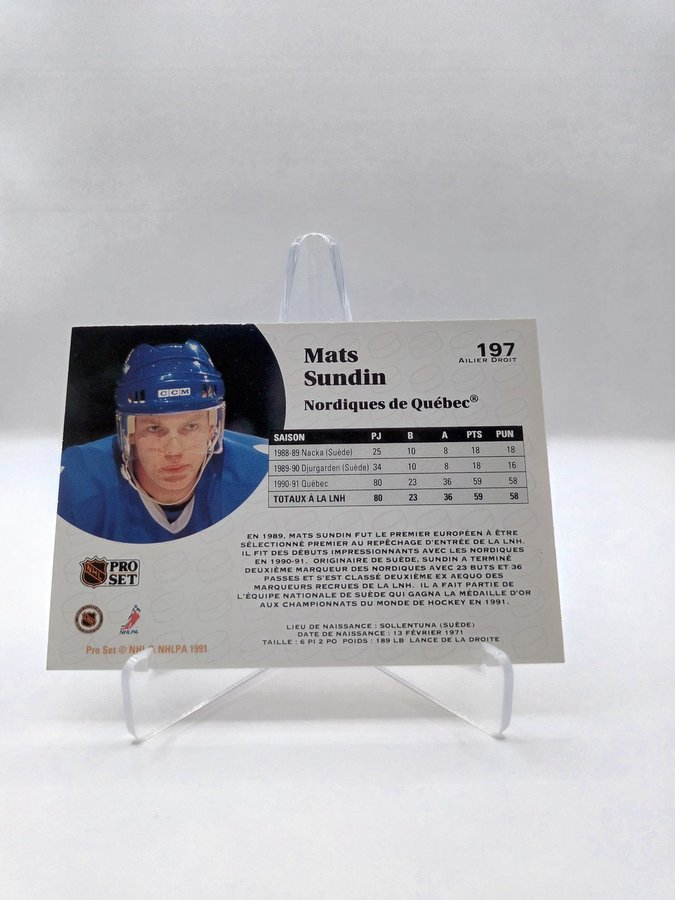 CCM
Mats
Sundin
Nordiques de Québec®
197
AILIER DROIT
SAISON PJ B A PTS PUN
1988-89 Nacka (Suède) 25 10 8 18 18
1989-90 Djurgarden (Suède) 34 10 8 18 16
1990-91 Québec 80 23 36 59 58
TOTAUX À LA LNH 80 23 36 59 58
EN 1989, MATS SUNDIN FUT LE PREMIER EUROPÉEN À ÊTRE
SÉLECTIONNÉ PREMIER AU REPÊCHAGE D'ENTRÉE DE LA LNH.
IL FIT DES DÉBUTS IMPRESSIONNANTS AVEC LES NORDIQUES
EN 1990-91. ORIGINAIRE DE SUÈDE, SUNDIN A TERMINÉ
DEUXIÈME MARQUEUR DES NORDIQUES AVEC 23 BUTS ET 36
PASSES ET S'EST CLASSÉ DEUXIÈME EX AEQUO DES
MARQUEURS RECRUES DE LA LNH. IL A FAIT PARTIE DE
L'ÉQUIPE NATIONALE DE SUÈDE QUI GAGNA LA MÉDAILLE D'OR
AUX CHAMPIONNATS DU MONDE DE HOCKEY EN 1991.
LIEU DE NAISSANCE : SOLLENTUNA (SUÈDE)
DATE DE NAISSANCE : 13 FÉVRIER 1971
TAILLE : 6 PI 2 PO POIDS : 189 LB LANCE DE LA DROITE
NHL PRO
SET
NHLPA
Pro Set © NHL © NHLPA 1991